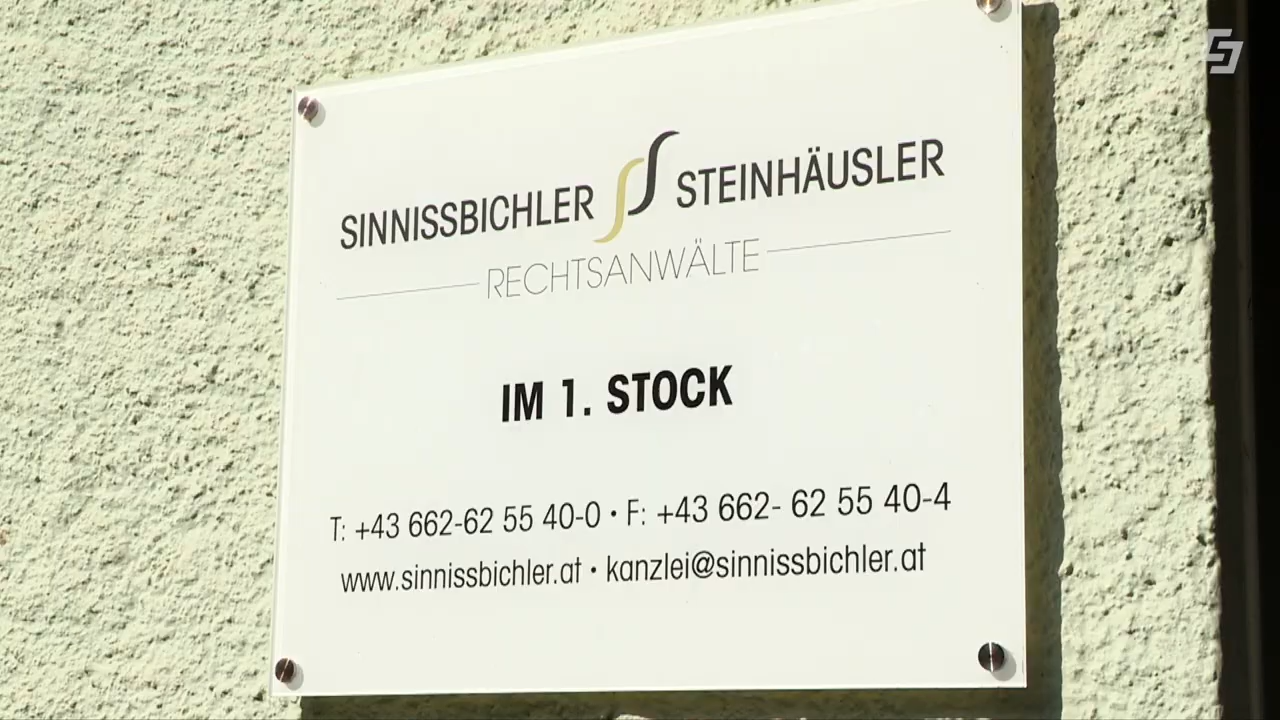 SINNISSBICHLER STEINHÄUSLER
RECHTSANWÄLTE
IM 1. STOCK
T: +43 662-62 55 40-0 • F: +43 662- 62 55 40-4
www.sinnissbichler.at • kanzlei@sinnissbichler.at